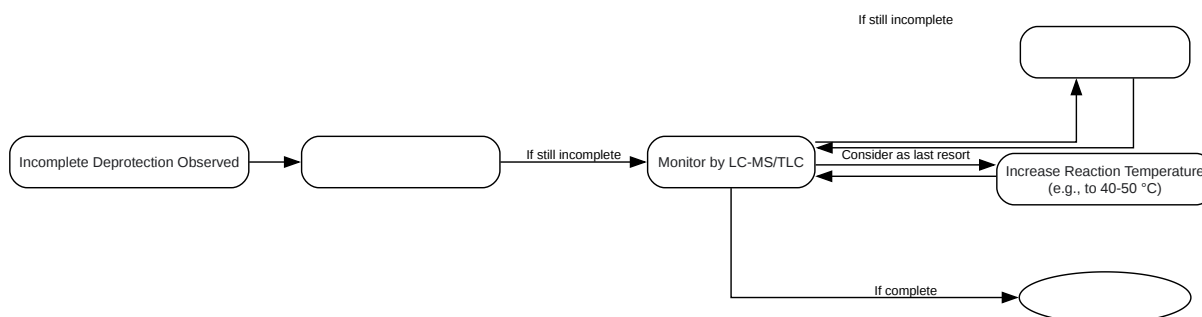 If still incomplete
Incomplete Deprotection Observed
If still incomplete
Monitor by LC-MS/TLC
Consider as last resort
Increase Reaction Temperature
(e.g., to 40-50 °C)
If complete